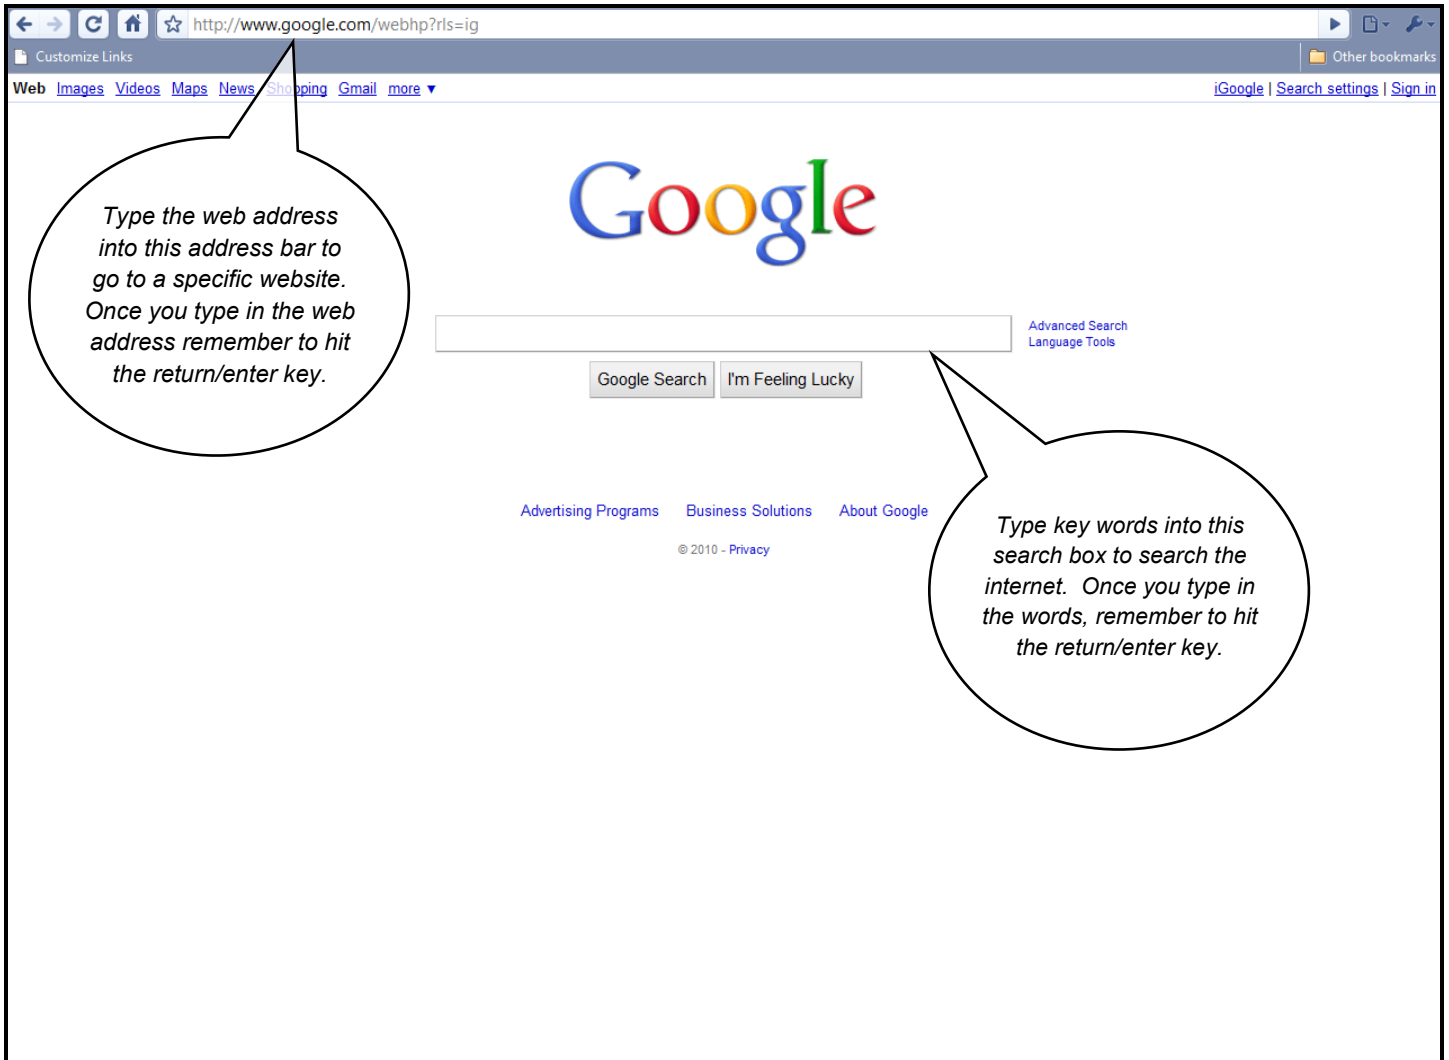 http://www.google.com/webhp?rls=ig
Customize Links
Other bookmarks
Web Images Videos Maps News Shopping Gmail more ▼
iGoogle | Search settings | Sign in
Google
Type the web address
into this address bar to
go to a specific website.
Once you type in the web
address remember to hit
the return/enter key.
Advanced Search
Language Tools
Google Search
I'm Feeling Lucky
Advertising Programs
Business Solutions
About Google
© 2010 - Privacy
Type key words into this
search box to search the
internet. Once you type in
the words, remember to hit
the return/enter key.